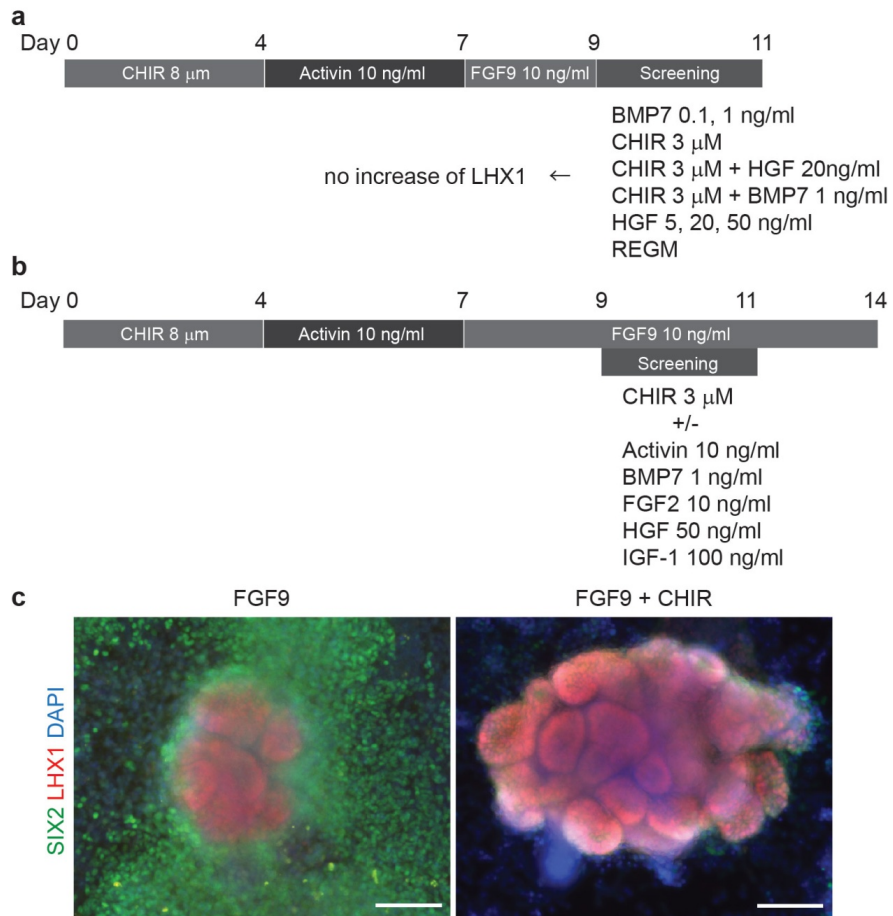 a
Day 0 4 7 9 11
CHIR 8 μm Activin 10 ng/ml FGF9 10 ng/ml Screening
BMP7 0.1, 1 ng/ml
CHIR 3 μM
no increase of LHX1 ← CHIR 3 μM + HGF 20ng/ml
CHIR 3 μM + BMP7 1 ng/ml
HGF 5, 20, 50 ng/ml
REGM
b
Day 0 4 7 9 11 14
CHIR 8 μm Activin 10 ng/ml FGF9 10 ng/ml
Screening
CHIR 3 μM
+/-
Activin 10 ng/ml
BMP7 1 ng/ml
FGF2 10 ng/ml
HGF 50 ng/ml
IGF-1 100 ng/ml
c
FGF9 FGF9 + CHIR
SIX2 LHX1 DAPI